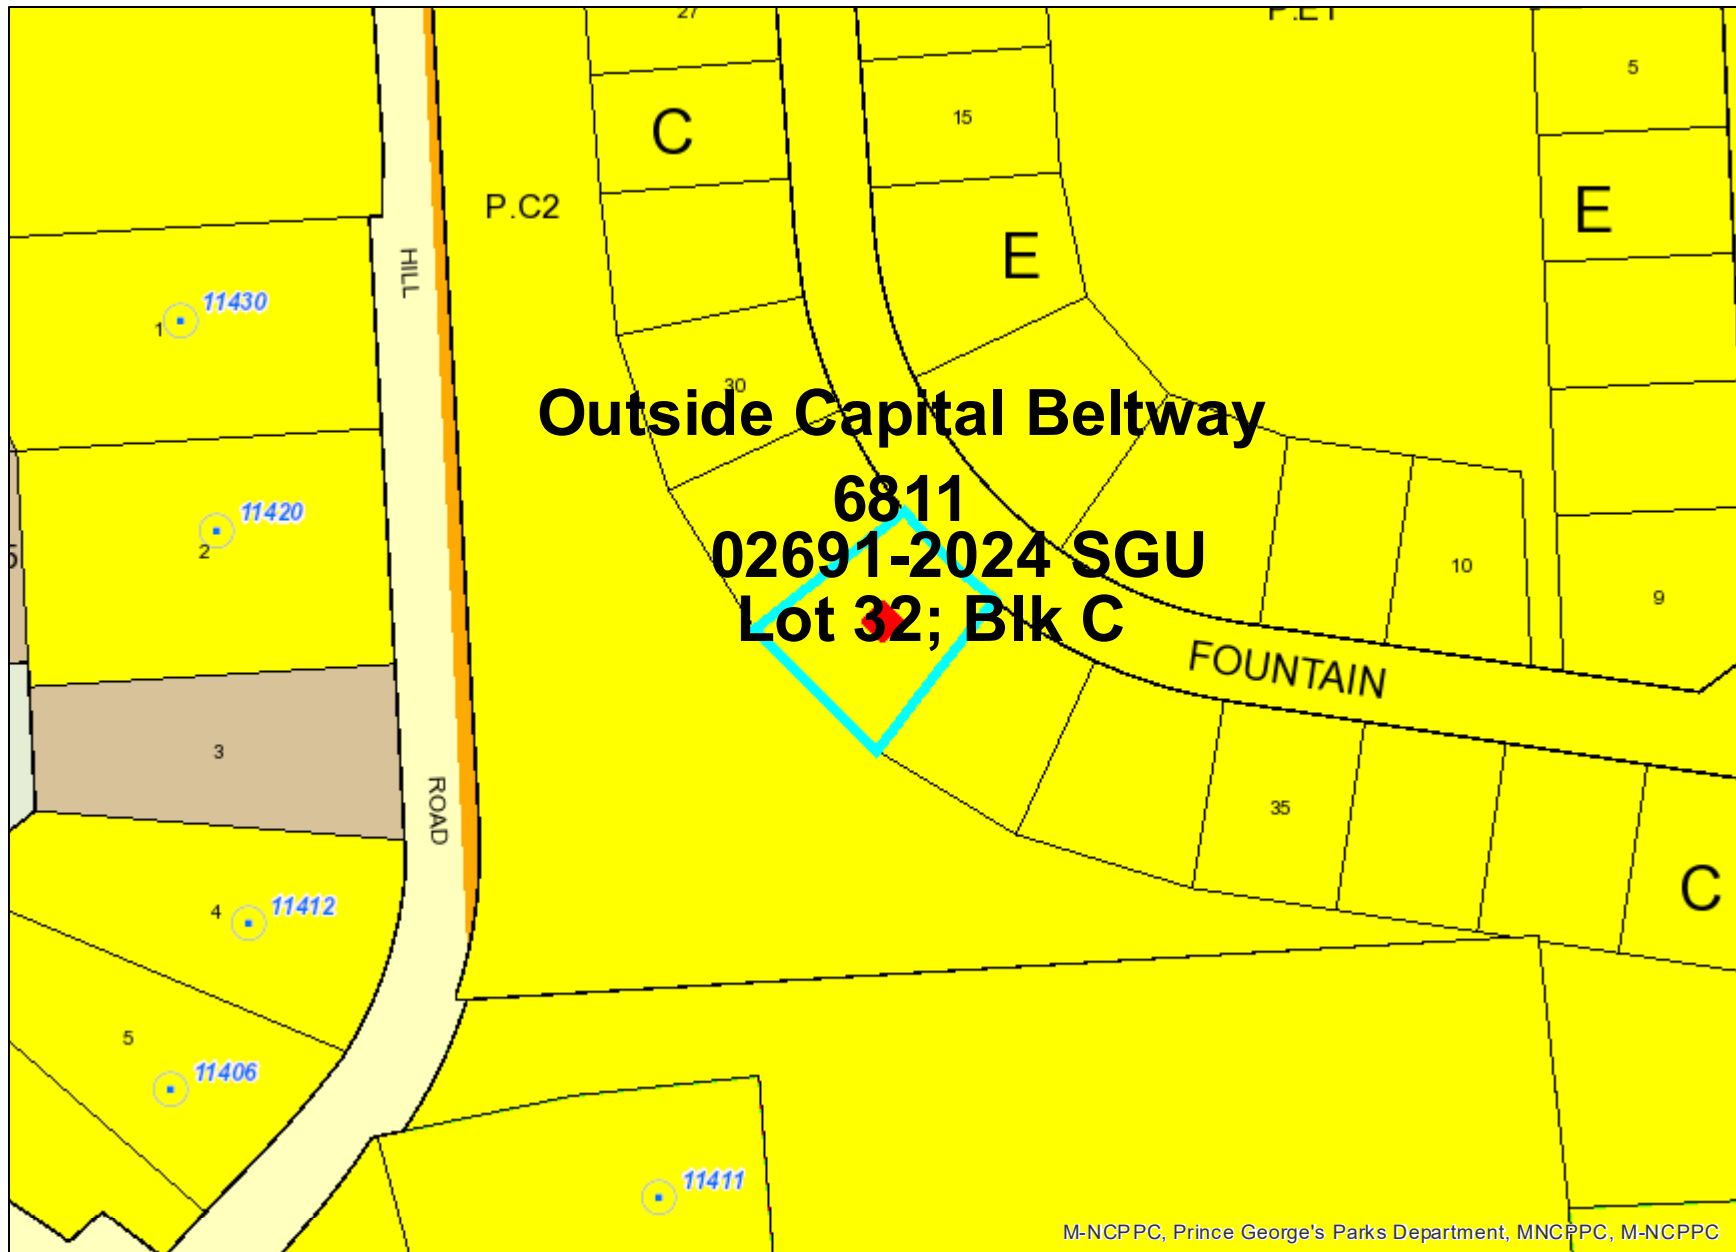 27
P.E1
5
C
15
P.C2
E
E
HILL
11430
1
30
Outside Capital Beltway
6811
11420
2
02691-2024 SGU
5
10
9
Lot 32; Blk C
FOUNTAIN
3
ROAD
35
C
4
11412
5
11406
11411
M-NCPPC, Prince George's Parks Department, MNCPPC, M-NCPPC